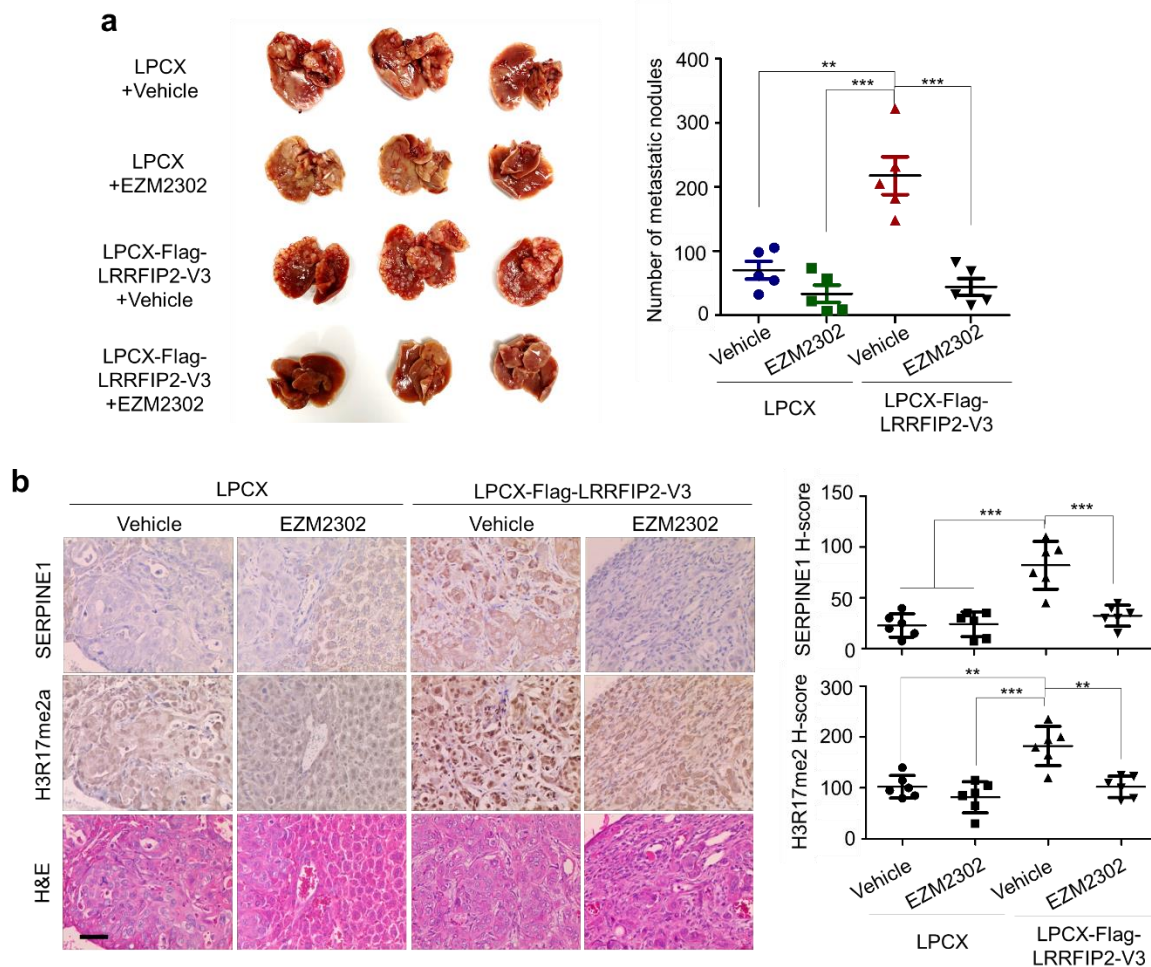 a
LPCX
+Vehicle
LPCX
+EZM2302
LPCX-Flag-
LRRFIP2-V3
+Vehicle
LPCX-Flag-
LRRFIP2-V3
+EZM2302
Number of metastatic nodules
400
300
200
100
0
**
***
***
Vehicle
EZM2302
Vehicle
EZM2302
LPCX
LPCX-Flag-
LRRFIP2-V3
b
LPCX
LPCX-Flag-LRRFIP2-V3
Vehicle
EZM2302
Vehicle
EZM2302
SERPINE1
H3R17me2a
H&E
SERPINE1 H-score
150
100
50
0
***
***
H3R17me2 H-score
300
200
100
0
**
***
**
Vehicle
EZM2302
Vehicle
EZM2302
LPCX
LPCX-Flag-
LRRFIP2-V3